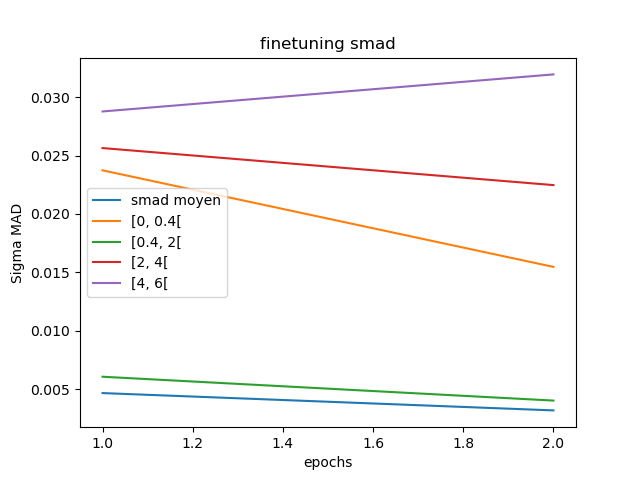 finetuning smad
Sigma MAD
0.030
0.025
0.020
0.015
0.010
0.005
smad moyen
[0, 0.4[
[0.4, 2[
[2, 4[
[4, 6[
1.0 1.2 1.4 1.6 1.8 2.0
epochs